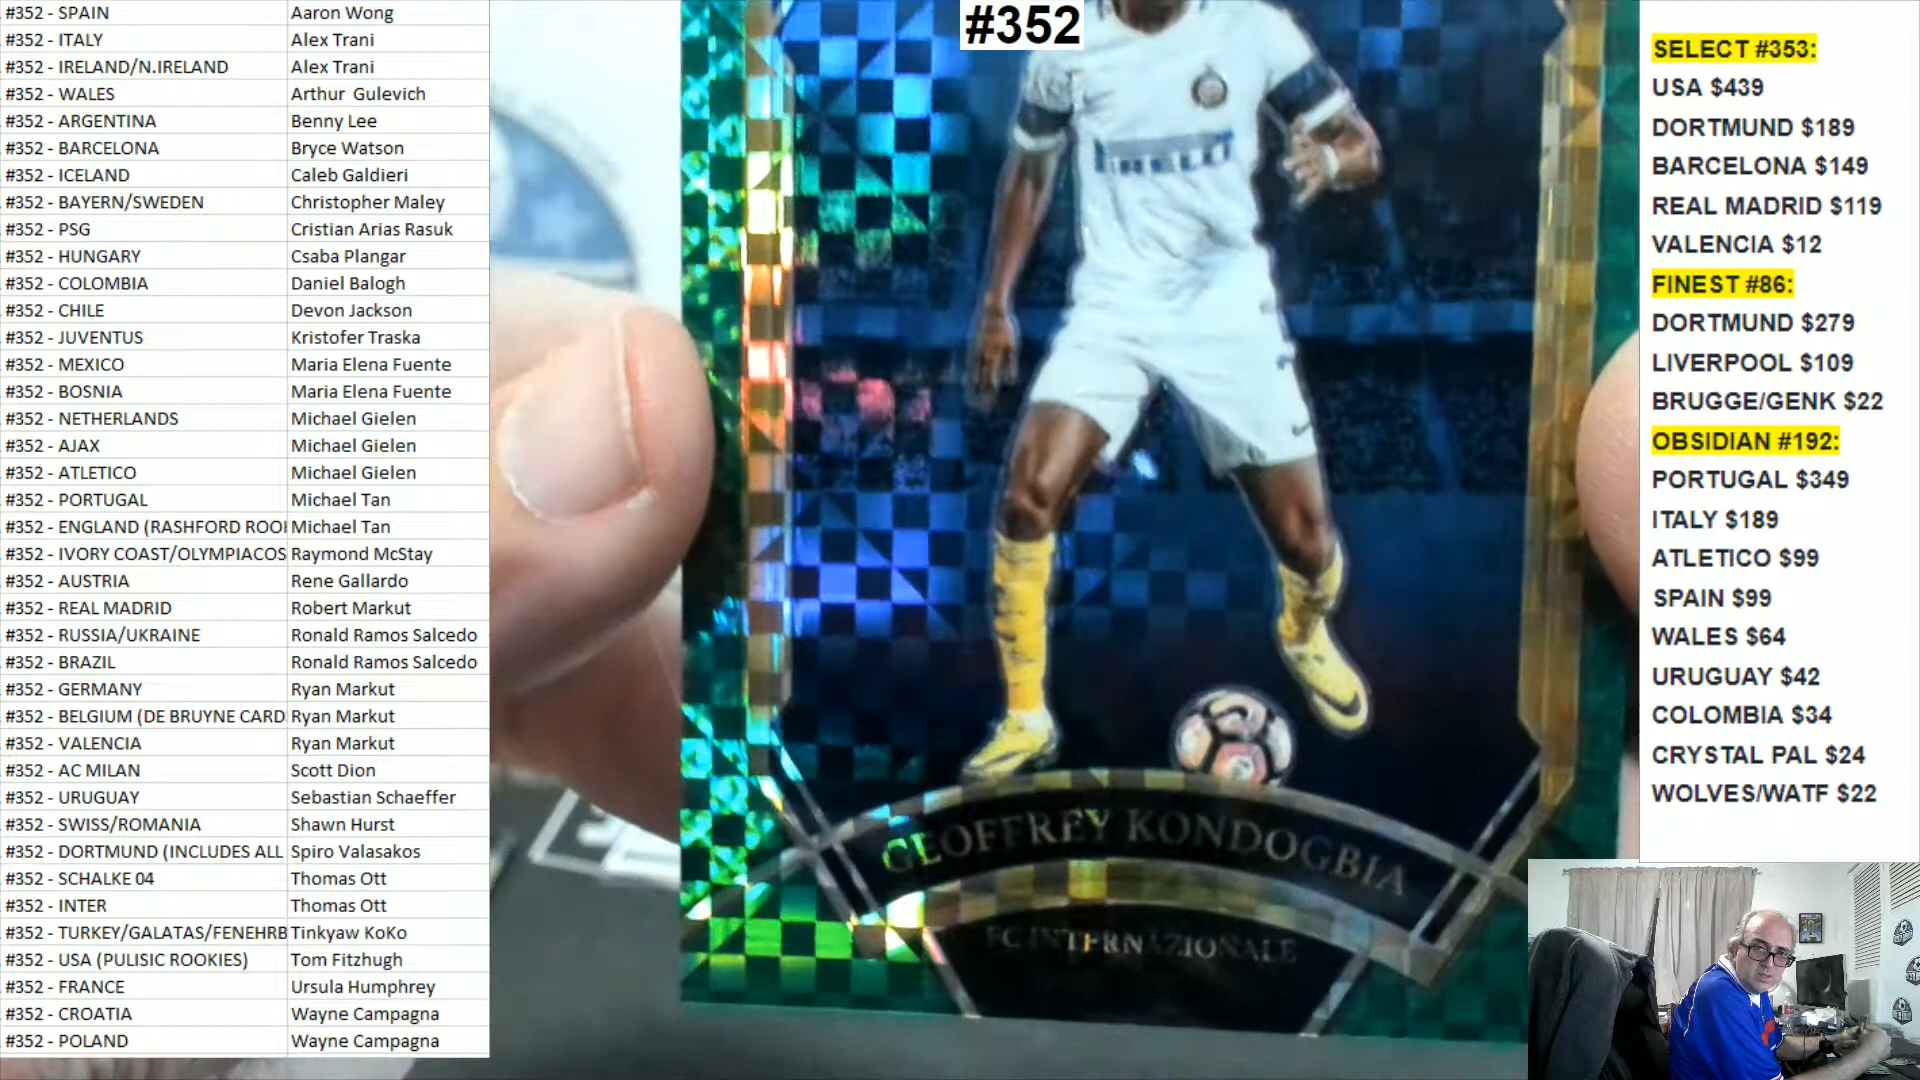 #352 - SPAIN Aaron Wong
#352 - ITALY Alex Trani
#352 - IRELAND/N.IRELAND Alex Trani
#352 - WALES Arthur Gulevich
#352 - ARGENTINA Benny Lee
#352 - BARCELONA Bryce Watson
#352 - ICELAND Caleb Galdieri
#352 - BAYERN/SWEDEN Christopher Maley
#352 - PSG Cristian Arias Rasuk
#352 - HUNGARY Csaba Plangar
#352 - COLOMBIA Daniel Balogh
#352 - CHILE Devon Jackson
#352 - JUVENTUS Kristofer Traska
#352 - MEXICO Maria Elena Fuente
#352 - BOSNIA Maria Elena Fuente
#352 - NETHERLANDS Michael Gielen
#352 - AJAX Michael Gielen
#352 - ATLETICO Michael Gielen
#352 - PORTUGAL Michael Tan
#352 - ENGLAND (RASHFORD ROO Michael Tan
#352 - IVORY COAST/OLYMPIACOS Raymond McStay
#352 - AUSTRIA Rene Gallardo
#352 - REAL MADRID Robert Markut
#352 - RUSSIA/UKRAINE Ronald Ramos Salcedo
#352 - BRAZIL Ronald Ramos Salcedo
#352 - GERMANY Ryan Markut
#352 - BELGIUM (DE BRUYNE CARD Ryan Markut
#352 - VALENCIA Ryan Markut
#352 - AC MILAN Scott Dion
#352 - URUGUAY Sebastian Schaeffer
#352 - SWISS/ROMANIA Shawn Hurst
#352 - DORTMUND (INCLUDES ALL Spiro Valasakos
#352 - SCHALKE 04 Thomas Ott
#352 - INTER Thomas Ott
#352 - TURKEY/GALATAS/FENEHRB Tinkyaw KoKo
#352 - USA (PULISIC ROOKIES) Tom Fitzhugh
#352 - FRANCE Ursula Humphrey
#352 - CROATIA Wayne Campagna
#352 - POLAND Wayne Campagna
#352
PIRELLI
GEOFFREY KONDOGBIA
FC INTERNAZIONALE
SELECT #353:
USA $439
DORTMUND $189
BARCELONA $149
REAL MADRID $119
VALENCIA $12
FINEST #86:
DORTMUND $279
LIVERPOOL $109
BRUGGE/GENK $22
OBSIDIAN #192:
PORTUGAL $349
ITALY $189
ATLETICO $99
SPAIN $99
WALES $64
URUGUAY $42
COLOMBIA $34
CRYSTAL PAL $24
WOLVES/WATF $22